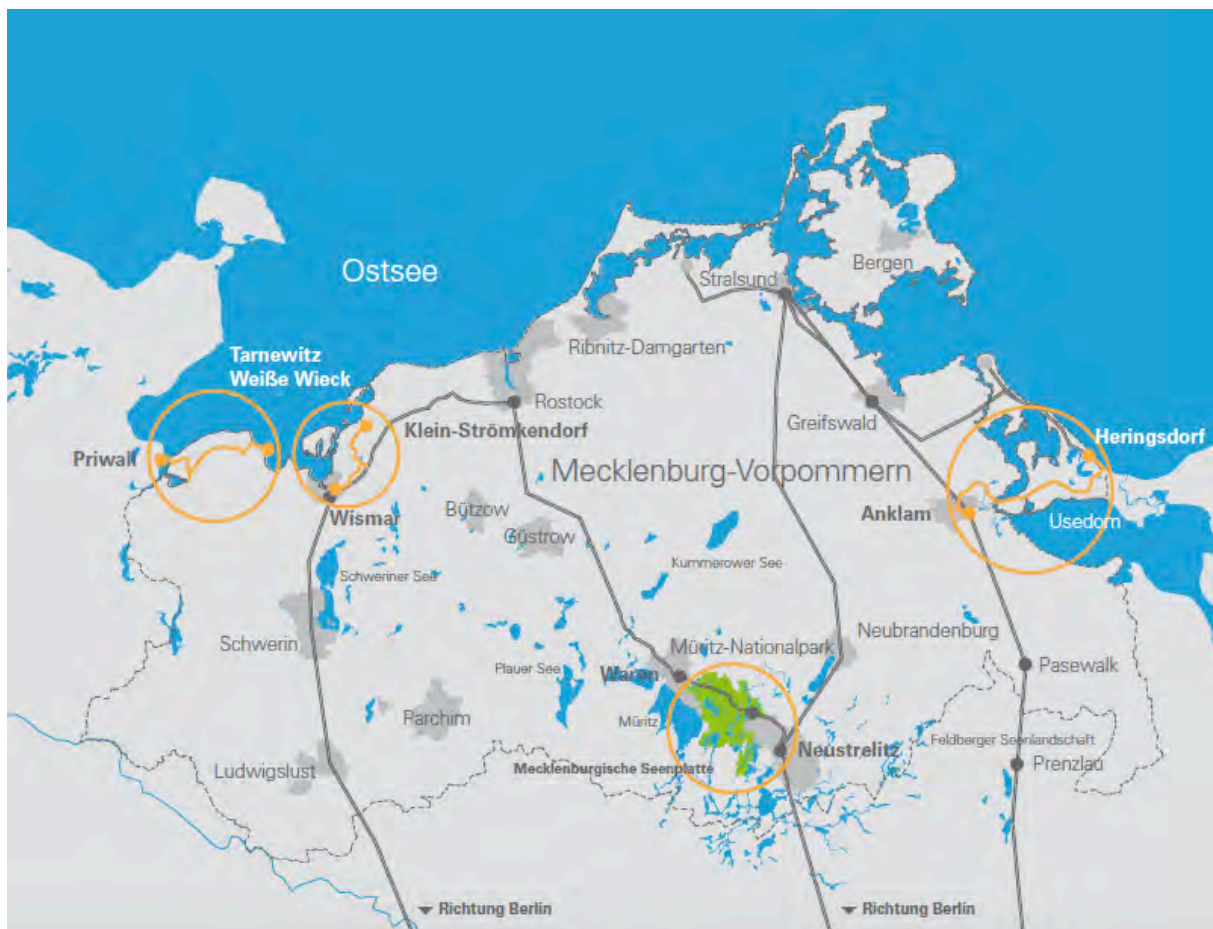 Bergen
Ostsee
Stralsund
Ribnitz-Damgarten
Tarnewitz
Weiße Wieck
Rostock
Greifswald
Klein-Strömkendorf
Heringsdorf
Priwall
Mecklenburg-Vorpommern
Wismar
Bützow
Anklam
Usedom
Güstrow
Kummerower See
Schweriner See
Schwerin
Müritz-Nationalpark
Neubrandenburg
Plauer See
Waren
Pasewalk
Parchim
Müritz
Feldberger Seenlandschaft
Neustrelitz
Ludwigslust
Mecklenburgische Seenplatte
Prenzlau
Richtung Berlin
Richtung Berlin